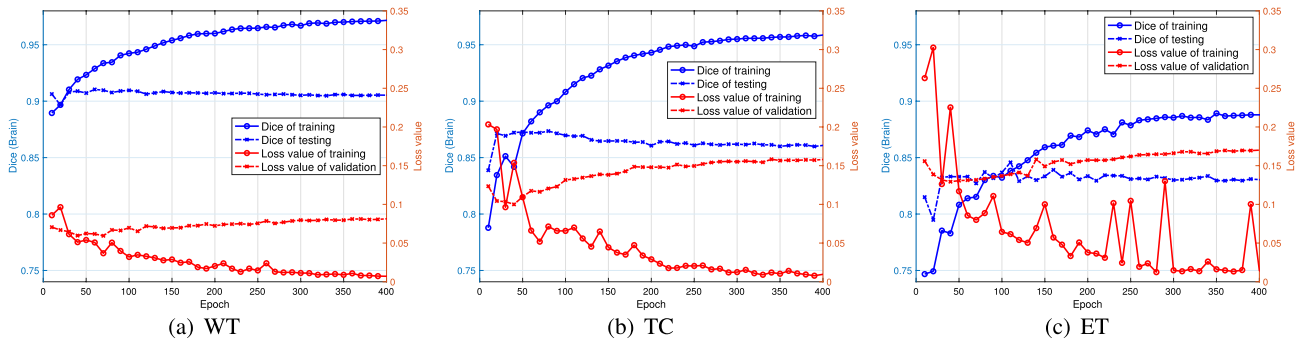 0.95
0.9
0.85
0.8
0.75
Dice (Brain)
0.35
0.3
0.25
0.2
0.15
0.1
0.05
0
Loss value
0 50 100 150 200 250 300 350 400
Epoch
Dice of training
Dice of testing
Loss value of training
Loss value of validation
(a) WT
0.95
0.9
0.85
0.8
0.75
Dice (Brain)
0.35
0.3
0.25
0.2
0.15
0.1
0.05
0
Loss value
0 50 100 150 200 250 300 350 400
Epoch
Dice of training
Dice of testing
Loss value of training
Loss value of validation
(b) TC
0.95
0.9
0.85
0.8
0.75
Dice (Brain)
0.35
0.3
0.25
0.2
0.15
0.1
0.05
0
Loss value
0 50 100 150 200 250 300 350 400
Epoch
Dice of training
Dice of testing
Loss value of training
Loss value of validation
(c) ET